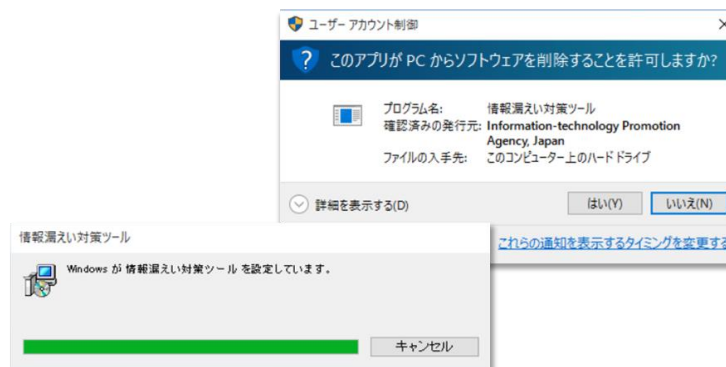 ユーザー アカウント制御
このアプリが PC からソフトウェアを削除することを許可しますか?
プログラム名: 情報漏えい対策ツール
確認済みの発行元: Information-technology Promotion
Agency, Japan
ファイルの入手先: このコンピューター上のハード ドライブ
詳細を表示する(D)
はい(Y)
いいえ(N)
これらの通知を表示するタイミングを変更する
情報漏えい対策ツール
Windows が 情報漏えい対策ツール を設定しています。
キャンセル